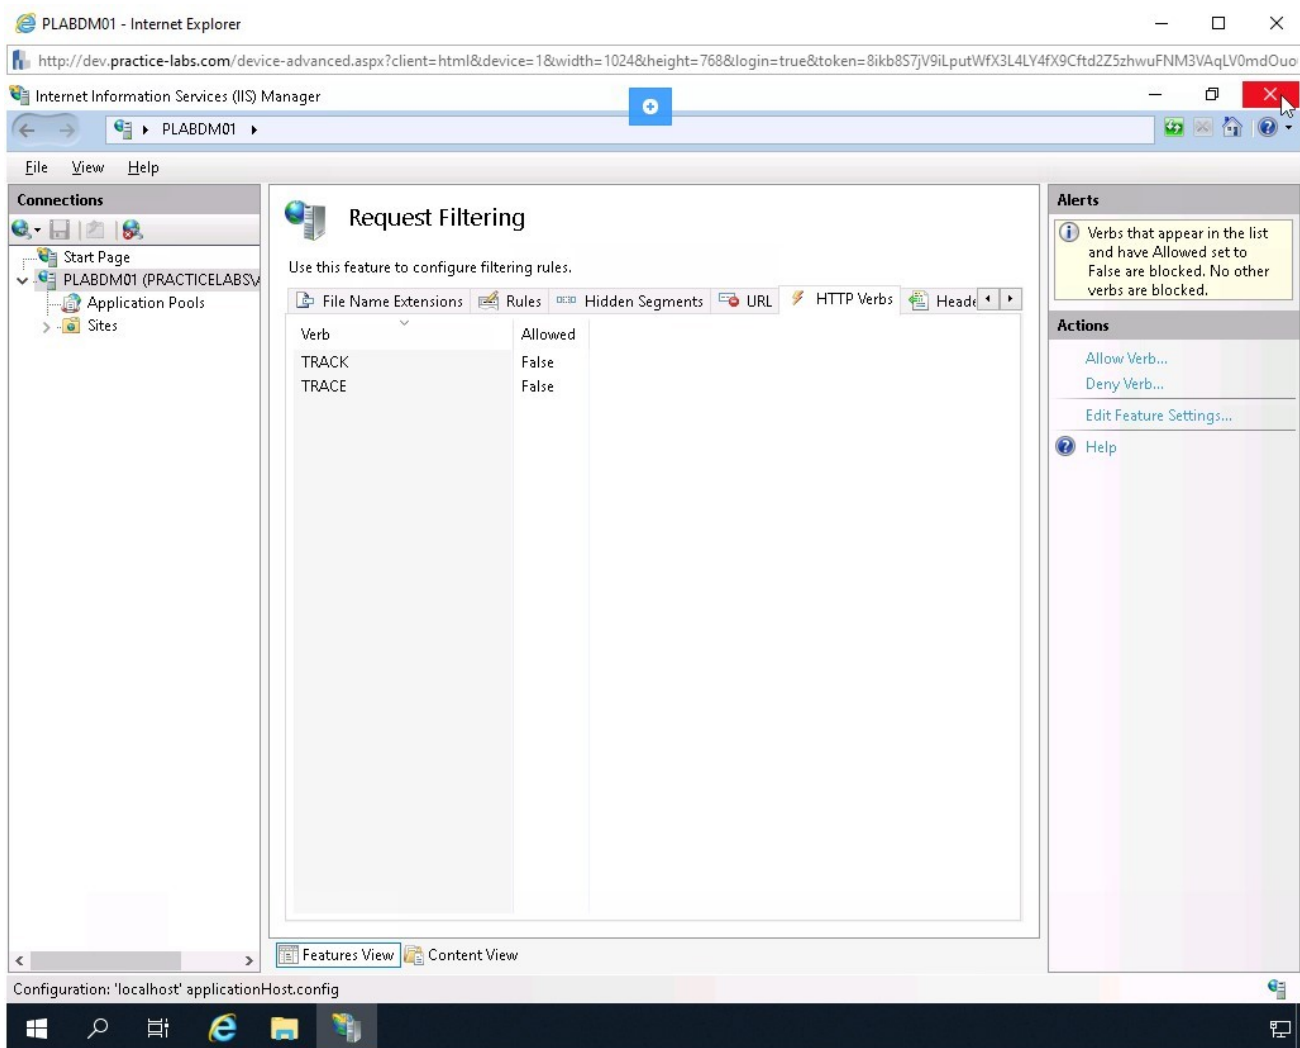 PLABDM01 - Internet Explorer
http://dev.practice-labs.com/device-advanced.aspx?client=html&device=1&width=1024&height=768&login=true&token=8ikb8S7jV9iLputWfX3L4LY4fX9Cftd2Z5zhwuFNM3VAqLV0mdOuo
Internet Information Services (IIS) Manager
PLABDM01
File View Help
Connections
Start Page
PLABDM01 (PRACTICELABS\
Application Pools
Sites
Request Filtering
Use this feature to configure filtering rules.
File Name Extensions Rules Hidden Segments URL HTTP Verbs Heade
Verb Allowed
TRACK False
TRACE False
Features View Content View
Alerts
Verbs that appear in the list
and have Allowed set to
False are blocked. No other
verbs are blocked.
Actions
Allow Verb...
Deny Verb...
Edit Feature Settings...
Help
Configuration: 'localhost' applicationHost.config